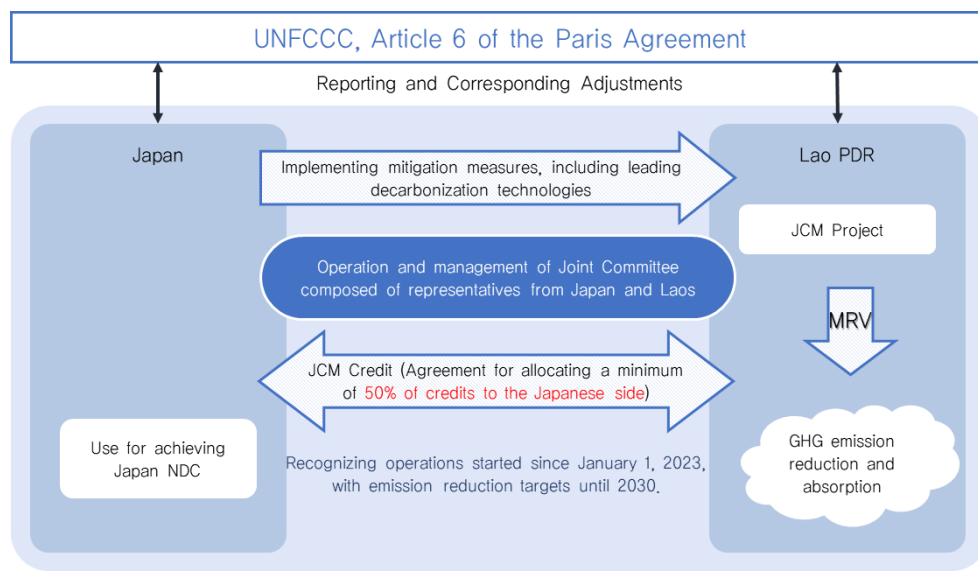 UNFCCC, Article 6 of the Paris Agreement
Reporting and Corresponding Adjustments
Japan
Lao PDR
Implementing mitigation measures, including leading
decarbonization technologies
JCM Project
Operation and management of Joint Committee
composed of representatives from Japan and Laos
MRV
JCM Credit (Agreement for allocating a minimum
of 50% of credits to the Japanese side)
Use for achieving
Japan NDC
GHG emission
reduction and
absorption
Recognizing operations started since January 1, 2023,
with emission reduction targets until 2030.